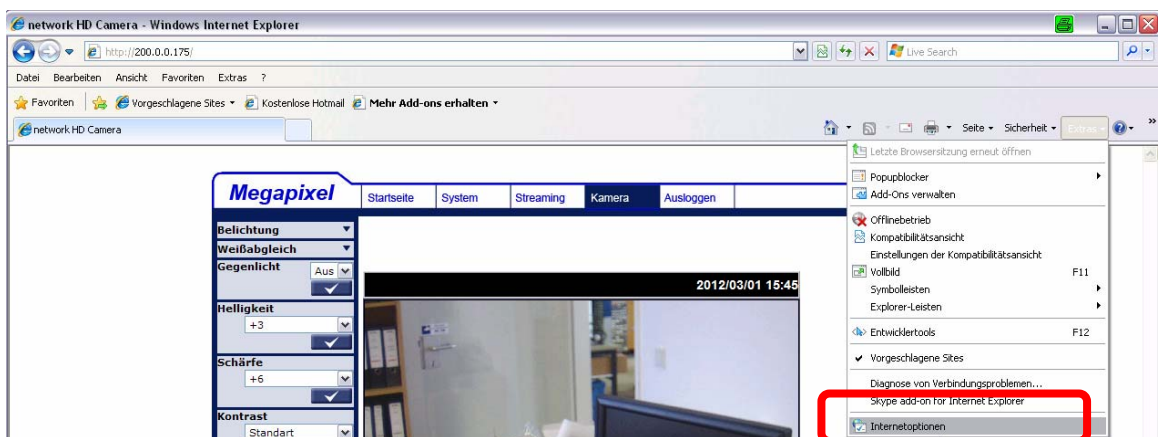 network HD Camera - Windows Internet Explorer
http://200.0.0.175/
Live Search
Datei Bearbeiten Ansicht Favoriten Extras ?
Favoriten Vorgeschlagene Sites Kostenlose Hotmail Mehr Add-ons erhalten
network HD Camera Seite Sicherheit Extras
Letzte Browsersitzung erneut öffnen
Popupblocker
Add-Ons verwalten
Offlinebetrieb
Kompatibilitätsansicht
Einstellungen der Kompatibilitätsansicht
Vollbild F11
Symbolleisten
Explorer-Leisten
Entwicklertools F12
Vorgeschlagene Sites
Diagnose von Verbindungsproblemen...
Skype add-on for Internet Explorer
Internetoptionen
Megapixel Startseite System Streaming Kamera Ausloggen
Belichtung
Weißabgleich
Gegenlicht Aus
Helligkeit
+3
Schärfe
+6
Kontrast
Standart
2012/03/01 15:45